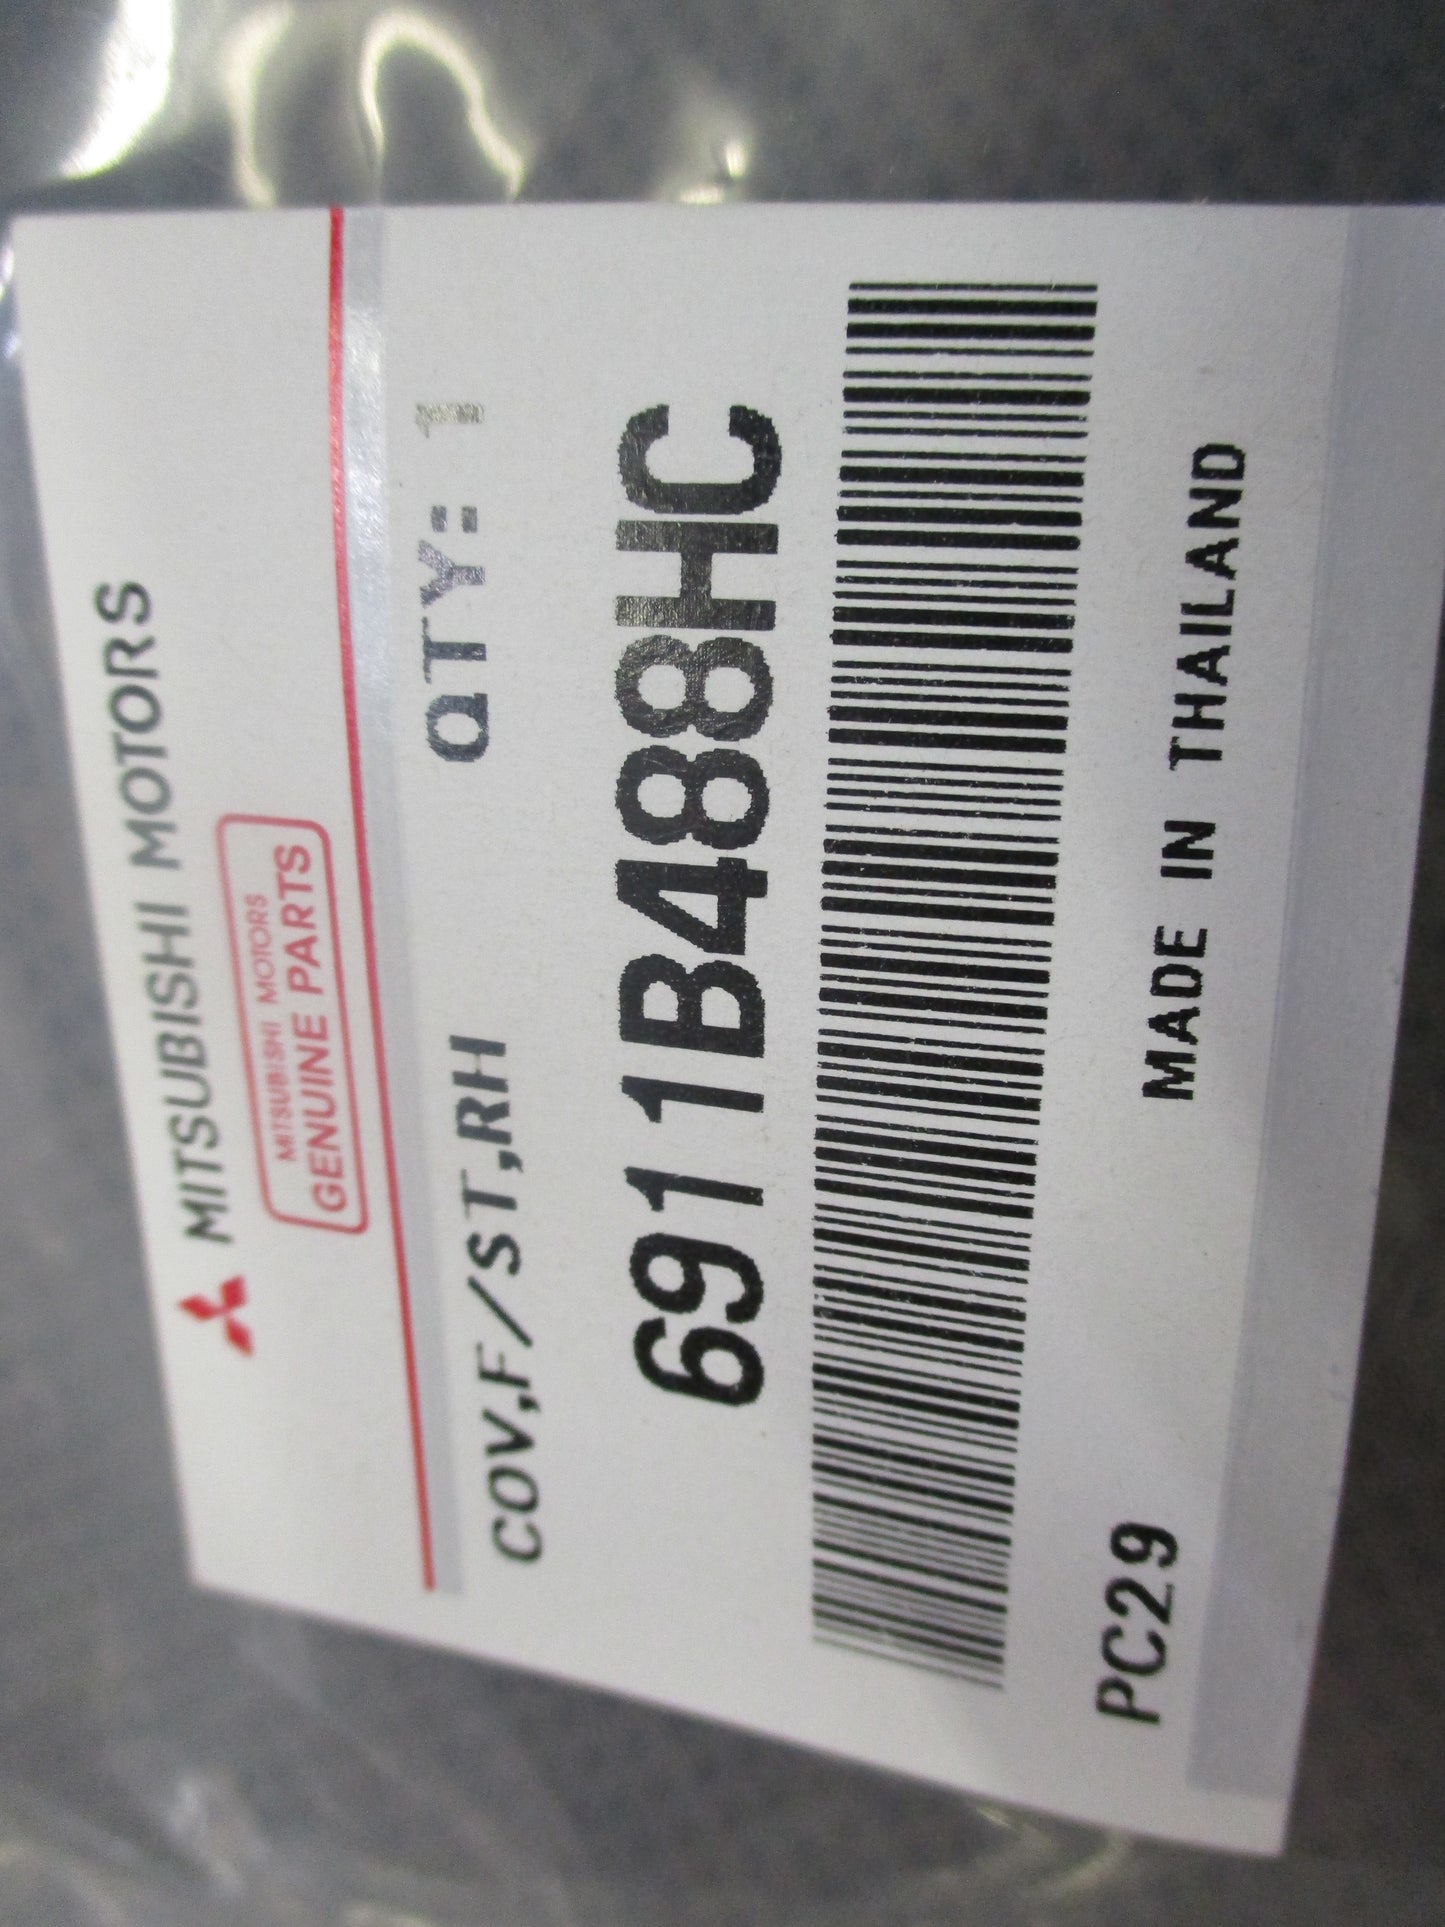 MITSUBISHI MOTORS
MITSUBISHI MOTORS
GENUINE PARTS
COV,F/ST,RH QTY: 1
6911B488HC
PC29 MADE IN THAILAND